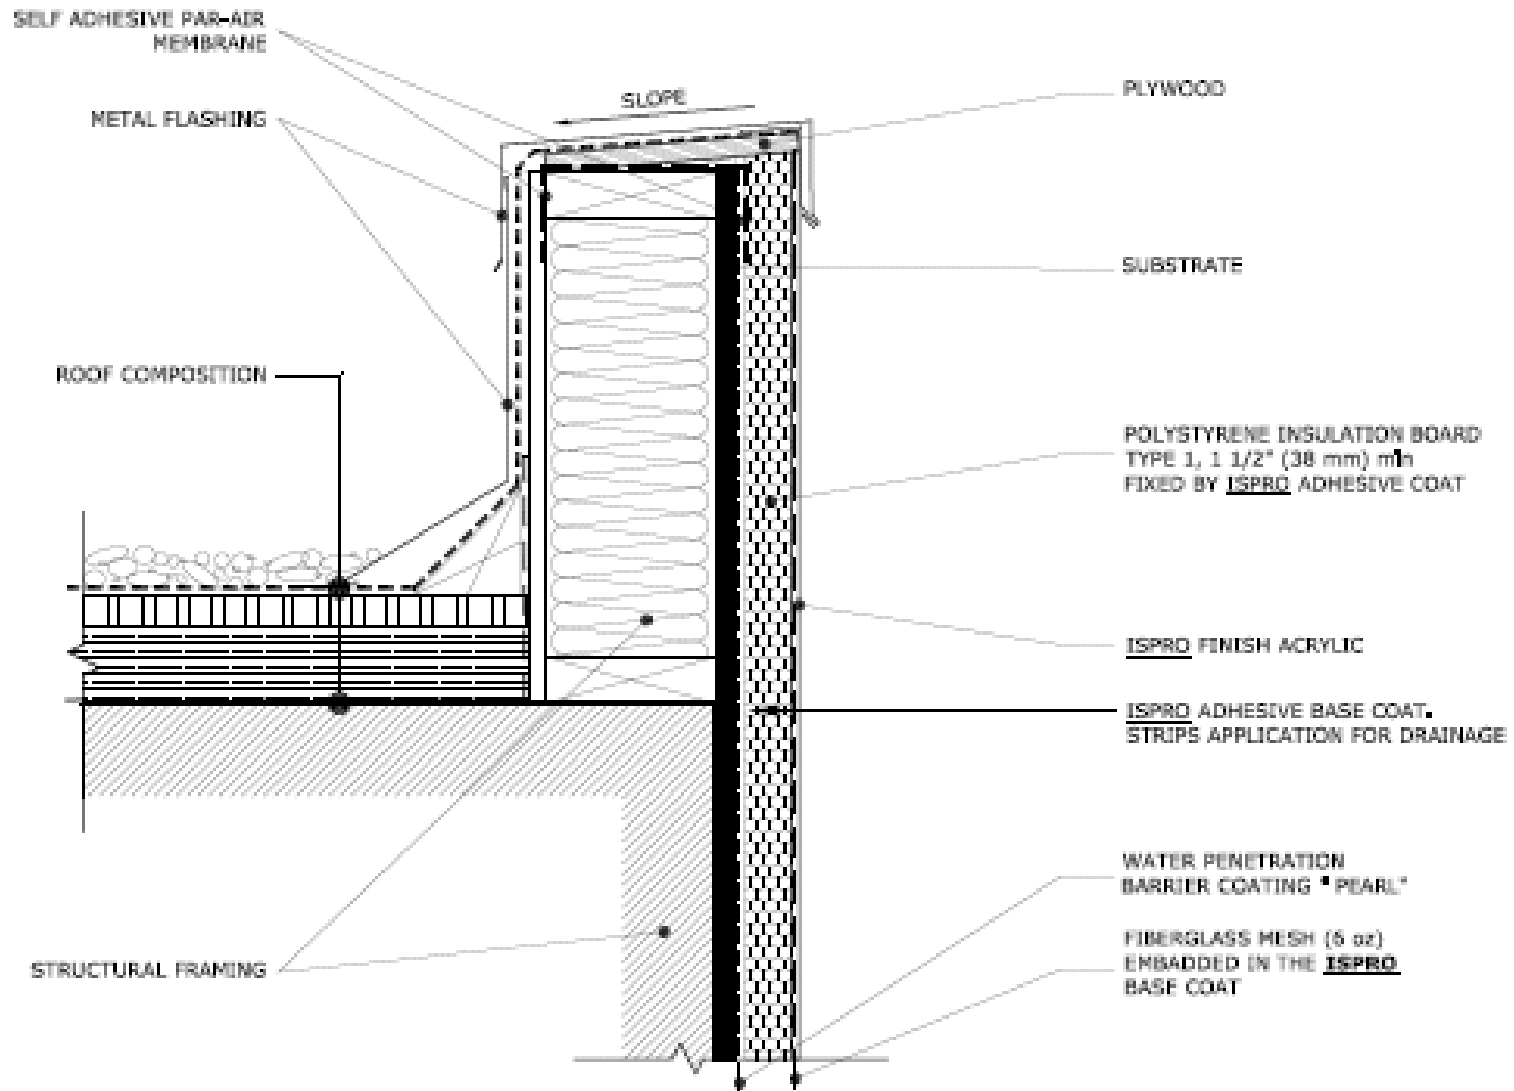 SELF ADHESIVE PAR-AIR
MEMBRANE
METAL FLASHING
ROOF COMPOSITION
STRUCTURAL FRAMING
SLOPE
PLYWOOD
SUBSTRATE
POLYSTYRENE INSULATION BOARD
TYPE 1, 1 1/2" (38 mm) min
FIXED BY ISPRO ADHESIVE COAT
ISPRO FINISH ACRYLIC
ISPRO ADHESIVE BASE COAT.
STRIPS APPLICATION FOR DRAINAGE
WATER PENETRATION
BARRIER COATING " PEARL"
FIBERGLASS MESH (6 oz)
EMBADDED IN THE ISPRO
BASE COAT